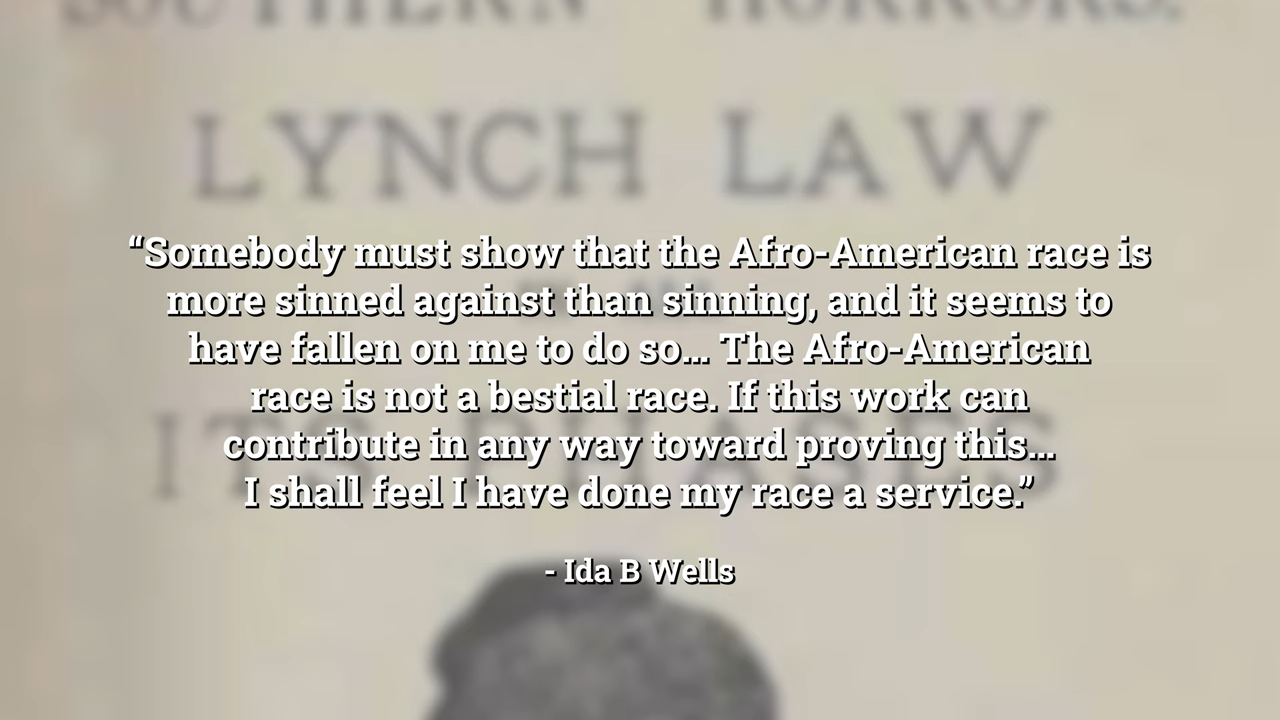 SOUTHERN HORRORS.
LYNCH LAW
“Somebody must show that the Afro-American race is
more sinned against than sinning, and it seems to
have fallen on me to do so... The Afro-American
race is not a bestial race. If this work can
contribute in any way toward proving this...
I shall feel I have done my race a service.”
- Ida B Wells